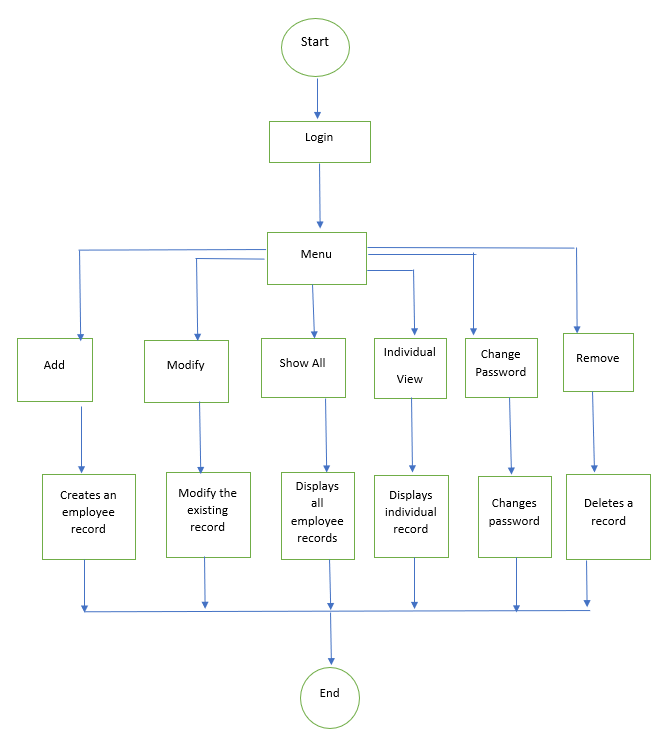 Start
Login
Menu
Add
Modify
Show All
Individual
View
Change
Password
Remove
Creates an
employee
record
Modify the
existing
record
Displays
all
employee
records
Displays
individual
record
Changes
password
Deletes a
record
End